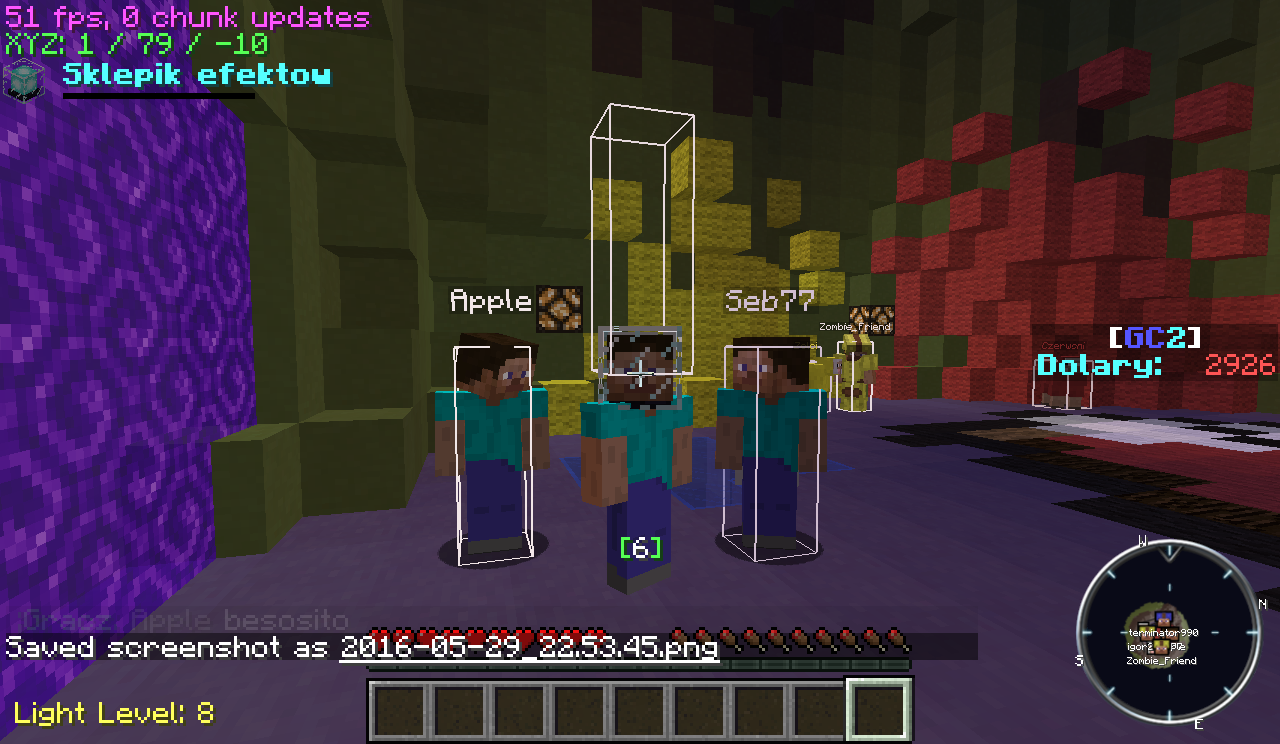 51 fps, 0 chunk updates
XYZ: 1 / 79 / -10
Sklepik efektow
Apple
Seb77
Zombie_Friend
Czerwoni
[GC2]
Dolary: 2926
[6]
Gracz Apple besosito
Saved screenshot as 2016-05-29_22.53.45.png
Light Level: 8
W
N
terminator990
Zombie_Friend
S
E